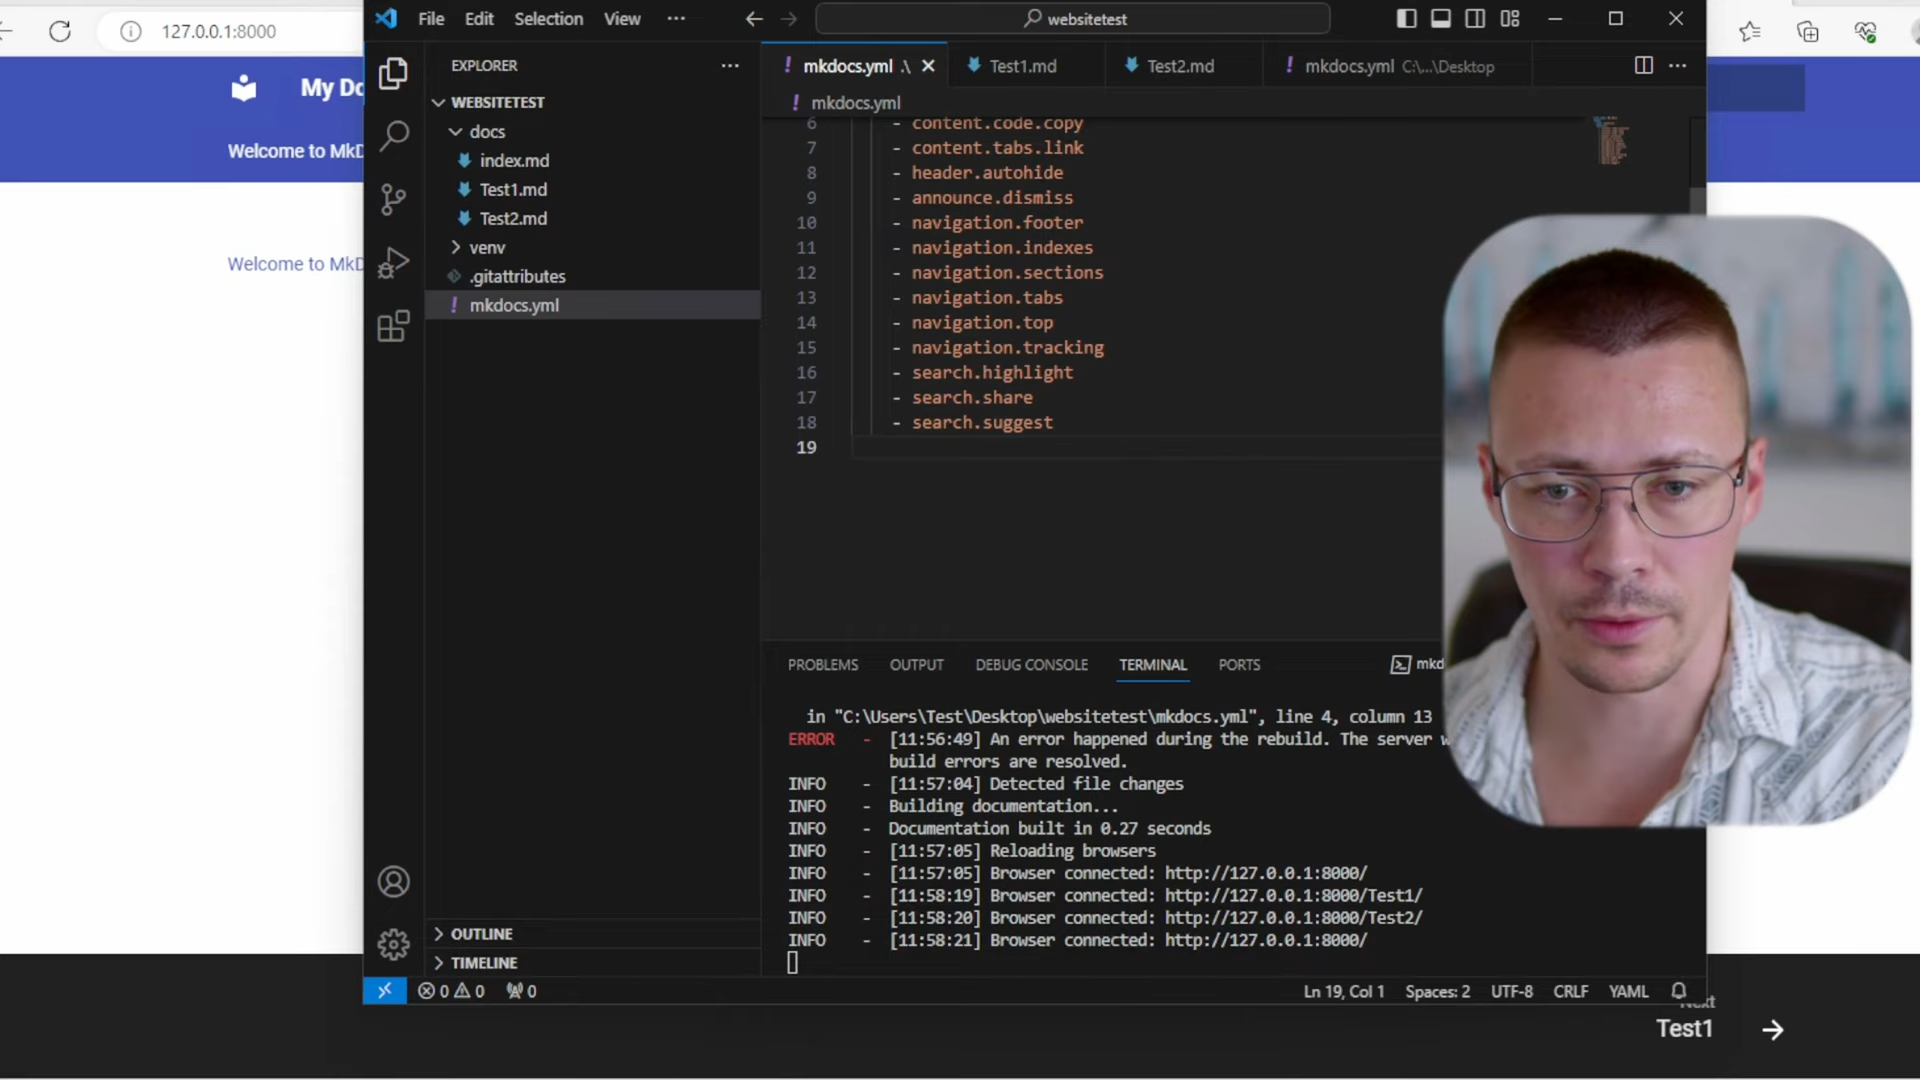 127.0.0.1:8000
File Edit Selection View ··· websitetest
My Do
Welcome to MkD
Welcome to MkD
EXPLORER ···
WEBSITETEST
docs
index.md
Test1.md
Test2.md
venv
.gitattributes
mkdocs.yml
OUTLINE
TIMELINE
mkdocs.yml .\ Test1.md Test2.md mkdocs.yml C:\...\Desktop
mkdocs.yml
6 - content.code.copy
7 - content.tabs.link
8 - header.autohide
9 - announce.dismiss
10 - navigation.footer
11 - navigation.indexes
12 - navigation.sections
13 - navigation.tabs
14 - navigation.top
15 - navigation.tracking
16 - search.highlight
17 - search.share
18 - search.suggest
19
PROBLEMS OUTPUT DEBUG CONSOLE TERMINAL PORTS mkd
in "C:\Users\Test\Desktop\websitetest\mkdocs.yml", line 4, column 13
ERROR - [11:56:49] An error happened during the rebuild. The server w
build errors are resolved.
INFO - [11:57:04] Detected file changes
INFO - Building documentation...
INFO - Documentation built in 0.27 seconds
INFO - [11:57:05] Reloading browsers
INFO - [11:57:05] Browser connected: http://127.0.0.1:8000/
INFO - [11:58:19] Browser connected: http://127.0.0.1:8000/Test1/
INFO - [11:58:20] Browser connected: http://127.0.0.1:8000/Test2/
INFO - [11:58:21] Browser connected: http://127.0.0.1:8000/
0 0 0 Ln 19, Col 1 Spaces: 2 UTF-8 CRLF YAML
Test1